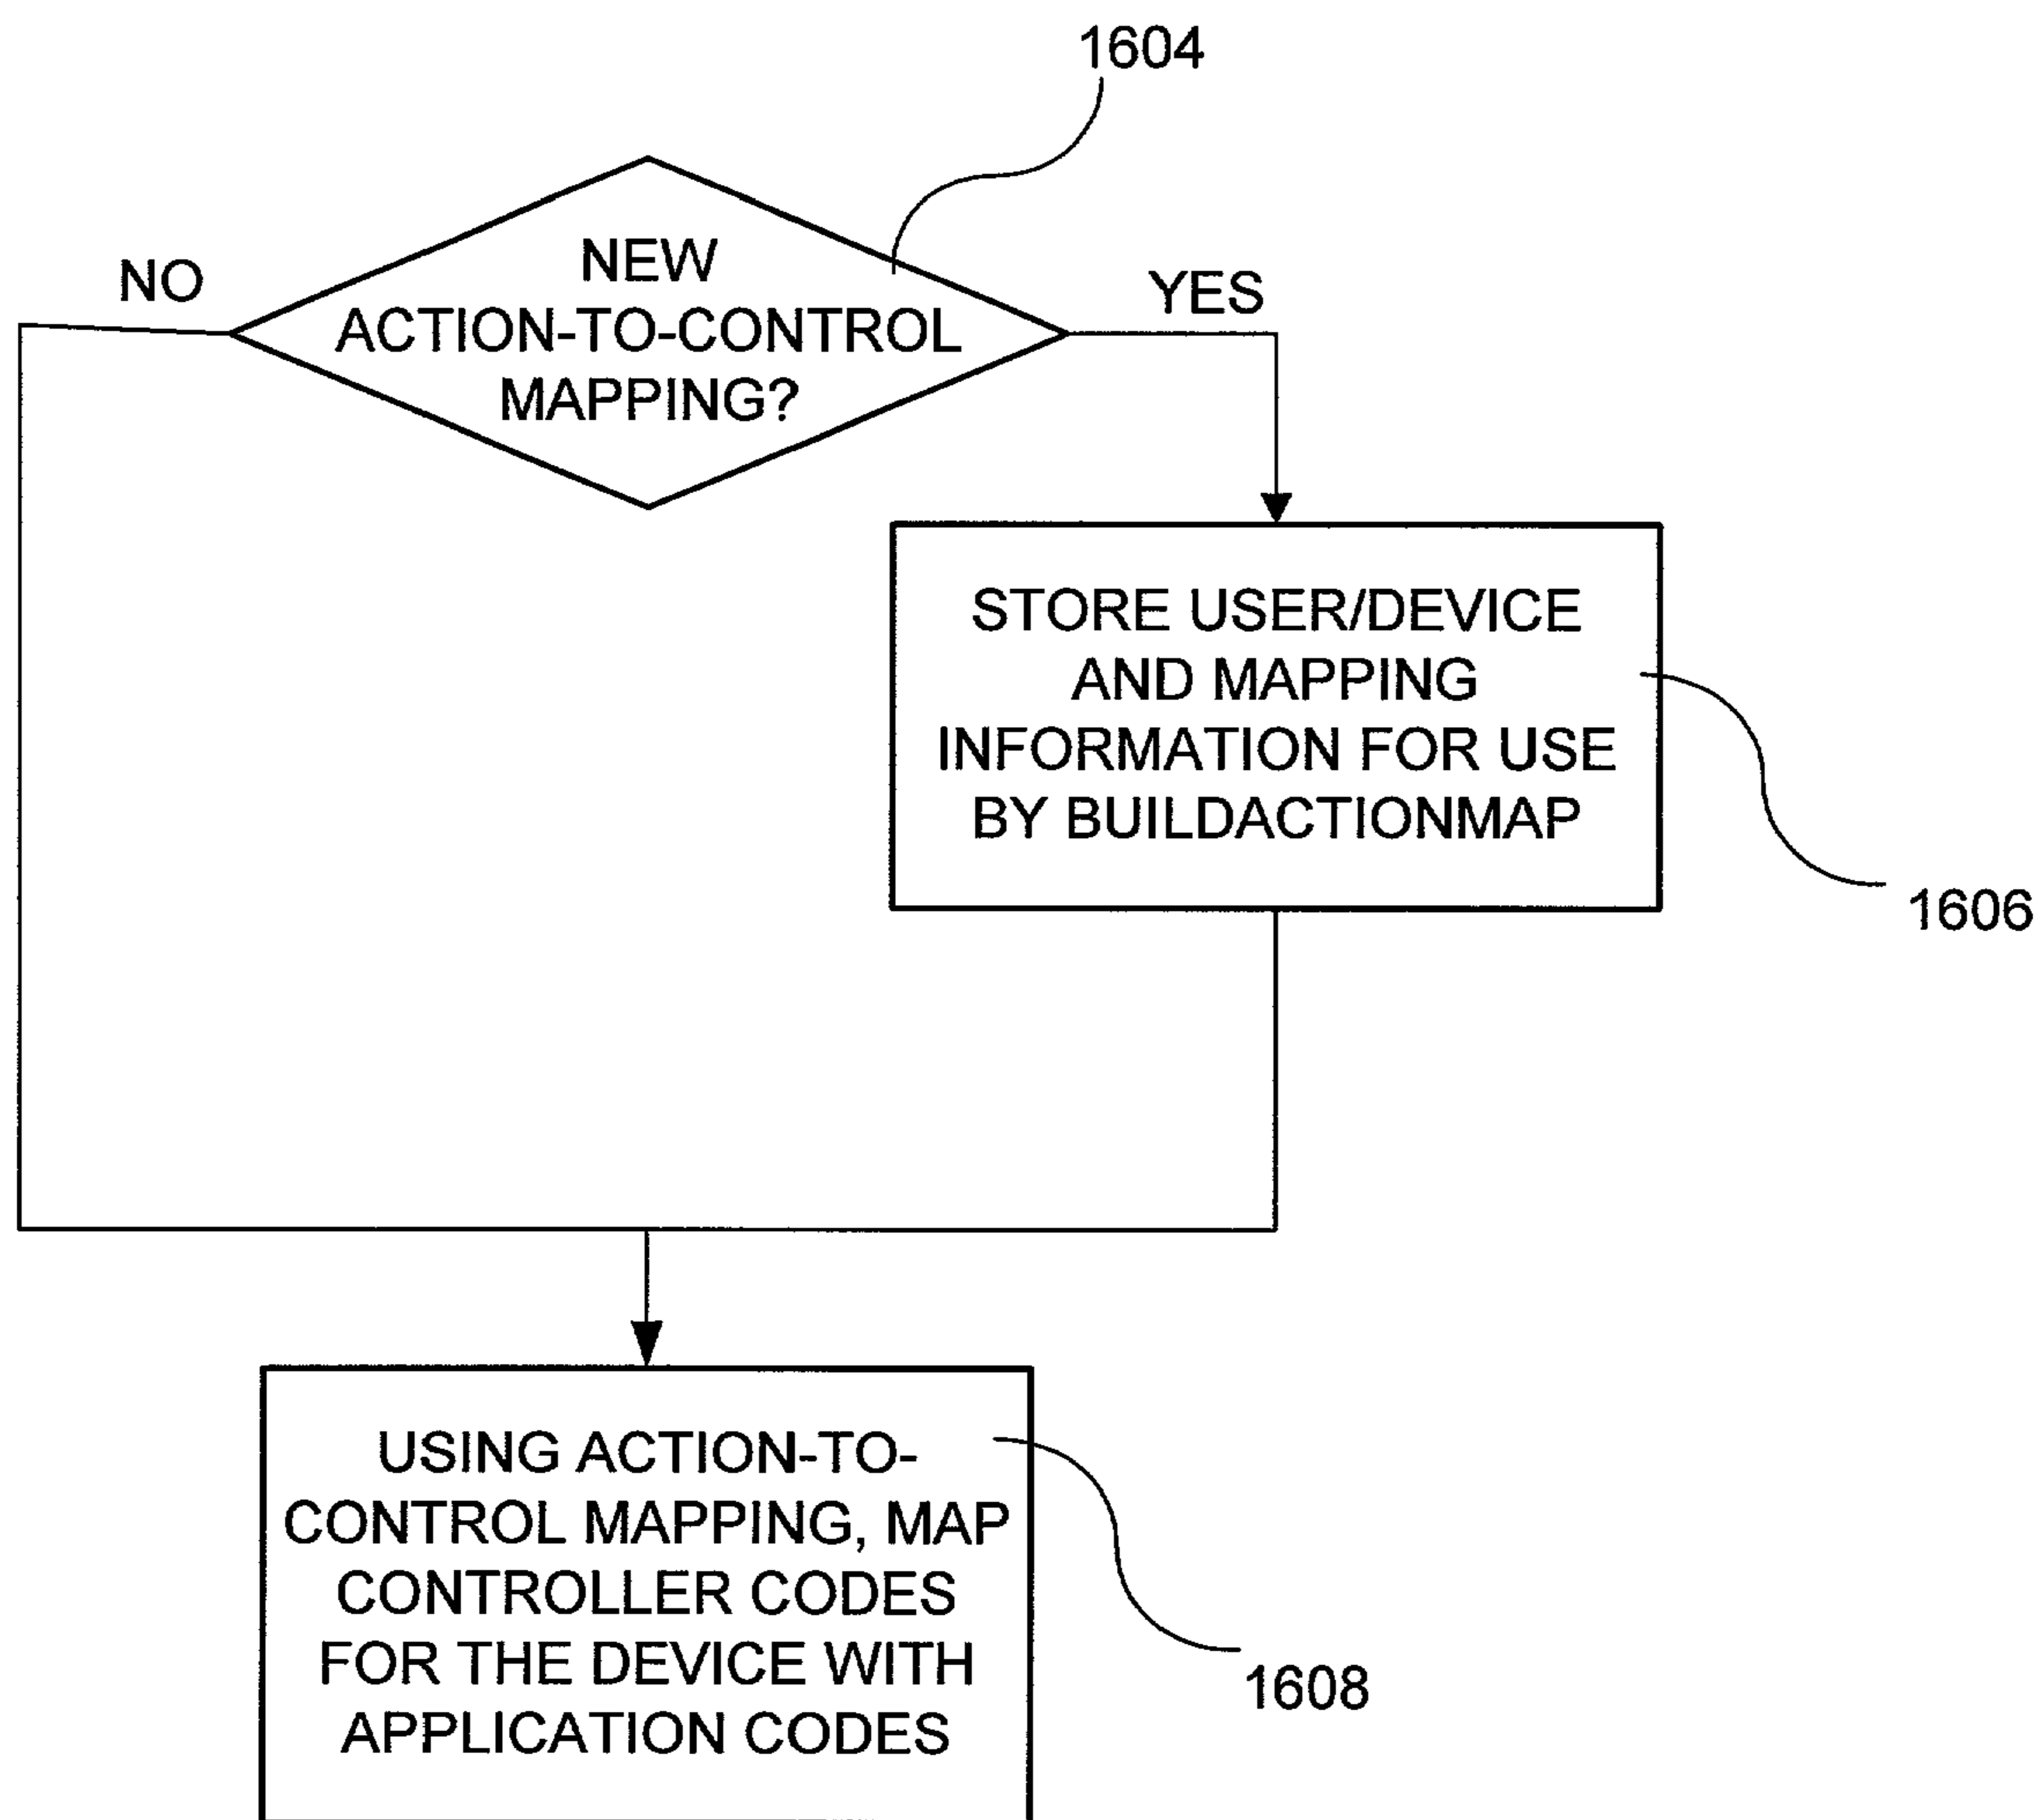 1604
NEW
ACTION-TO-CONTROL
MAPPING?
NO
YES
STORE USER/DEVICE
AND MAPPING
INFORMATION FOR USE
BY BUILDACTIONMAP
1606
USING ACTION-TO-
CONTROL MAPPING, MAP
CONTROLLER CODES
FOR THE DEVICE WITH
APPLICATION CODES
1608